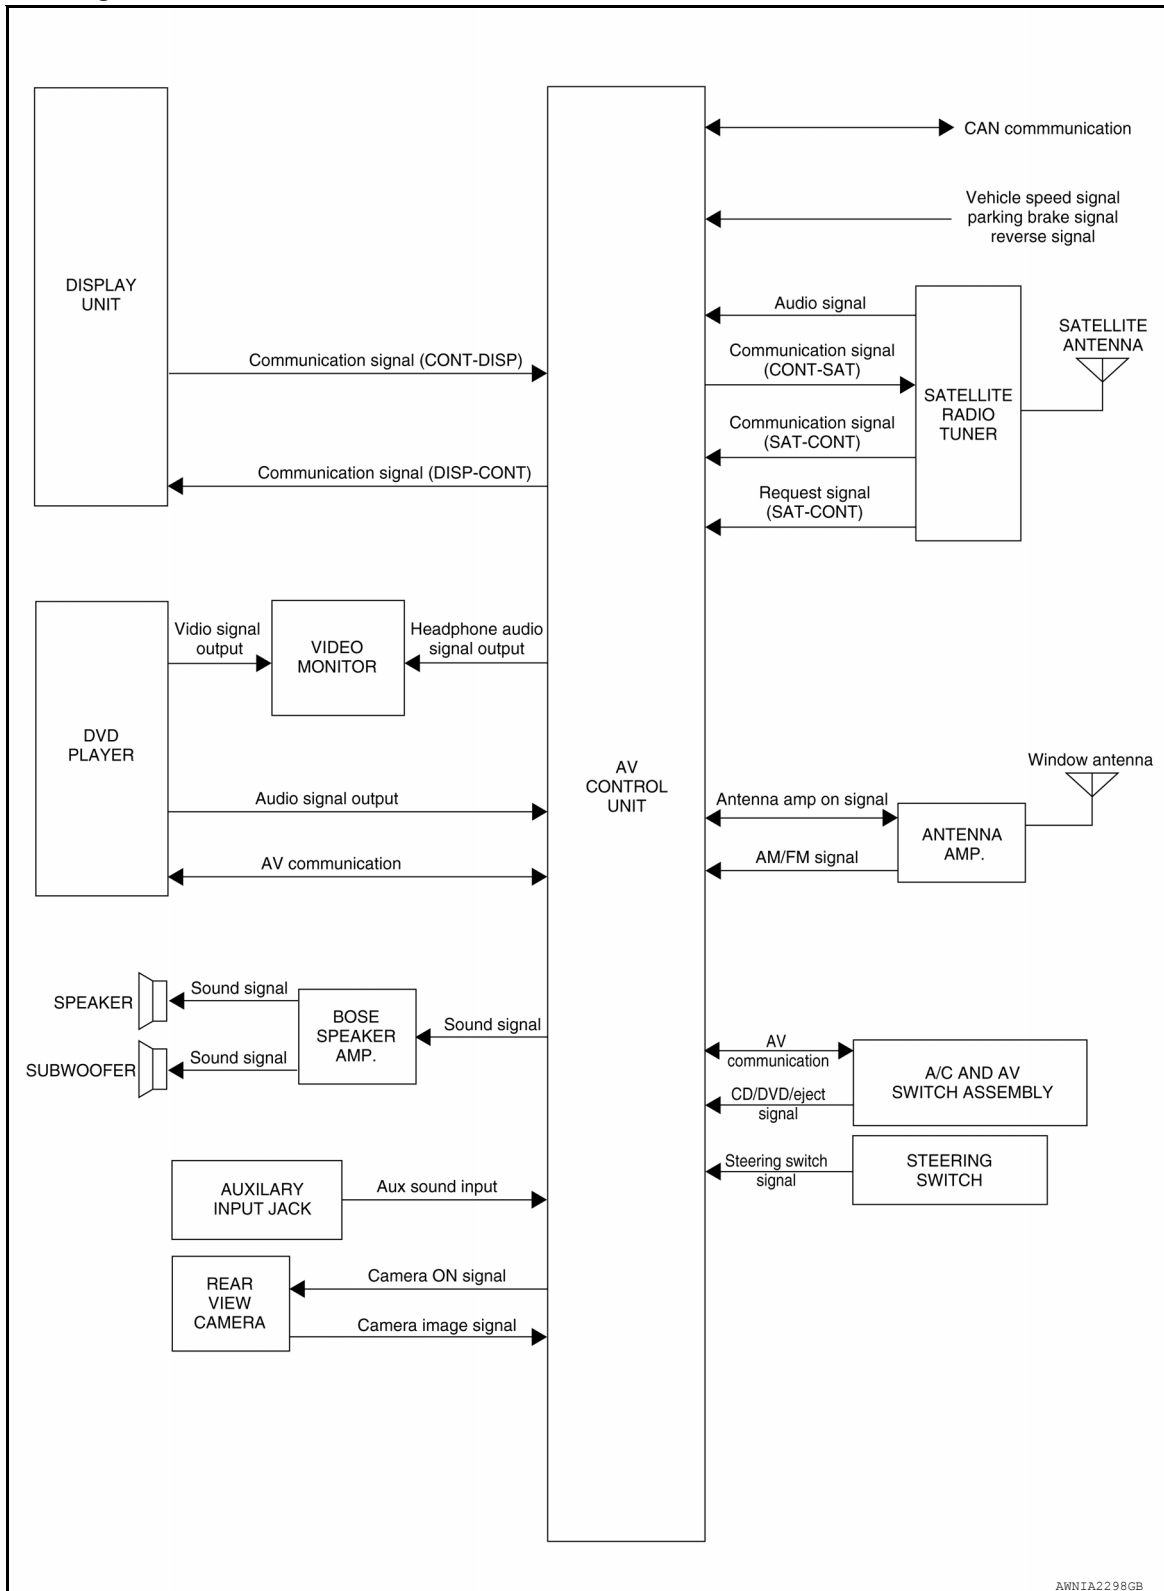 CAN commmunication
Vehicle speed signal
parking brake signal
reverse signal
DISPLAY
UNIT
Communication signal (CONT-DISP)
Communication signal (DISP-CONT)
Audio signal
Communication signal
(CONT-SAT)
Communication signal
(SAT-CONT)
Request signal
(SAT-CONT)
SATELLITE
RADIO
TUNER
SATELLITE
ANTENNA
DVD
PLAYER
Vidio signal
output
VIDEO
MONITOR
Headphone audio
signal output
Audio signal output
AV communication
AV
CONTROL
UNIT
Antenna amp on signal
AM/FM signal
ANTENNA
AMP.
Window antenna
SPEAKER
Sound signal
SUBWOOFER
Sound signal
BOSE
SPEAKER
AMP.
Sound signal
AV
communication
CD/DVD/eject
signal
A/C AND AV
SWITCH ASSEMBLY
Steering switch
signal
STEERING
SWITCH
AUXILARY
INPUT JACK
Aux sound input
REAR
VIEW
CAMERA
Camera ON signal
Camera image signal
AWNIA2298GB